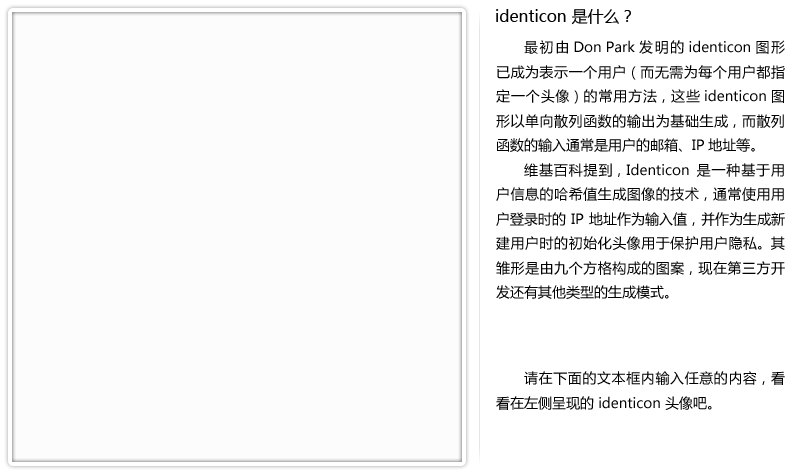 identicon 是什么？
最初由 Don Park 发明的 identicon 图形
已成为表示一个用户（而无需为每个用户都指
定一个头像）的常用方法，这些 identicon 图
形以单向散列函数的输出为基础生成，而散列
函数的输入通常是用户的邮箱、IP 地址等。
维基百科提到，Identicon 是一种基于用
户信息的哈希值生成图像的技术，通常使用用
户登录时的 IP 地址作为输入值，并作为生成新
建用户时的初始化头像用于保护用户隐私。其
雏形是由九个方格构成的图案，现在第三方开
发还有其他类型的生成模式。
请在下面的文本框内输入任意的内容，看
看在左侧呈现的 identicon 头像吧。